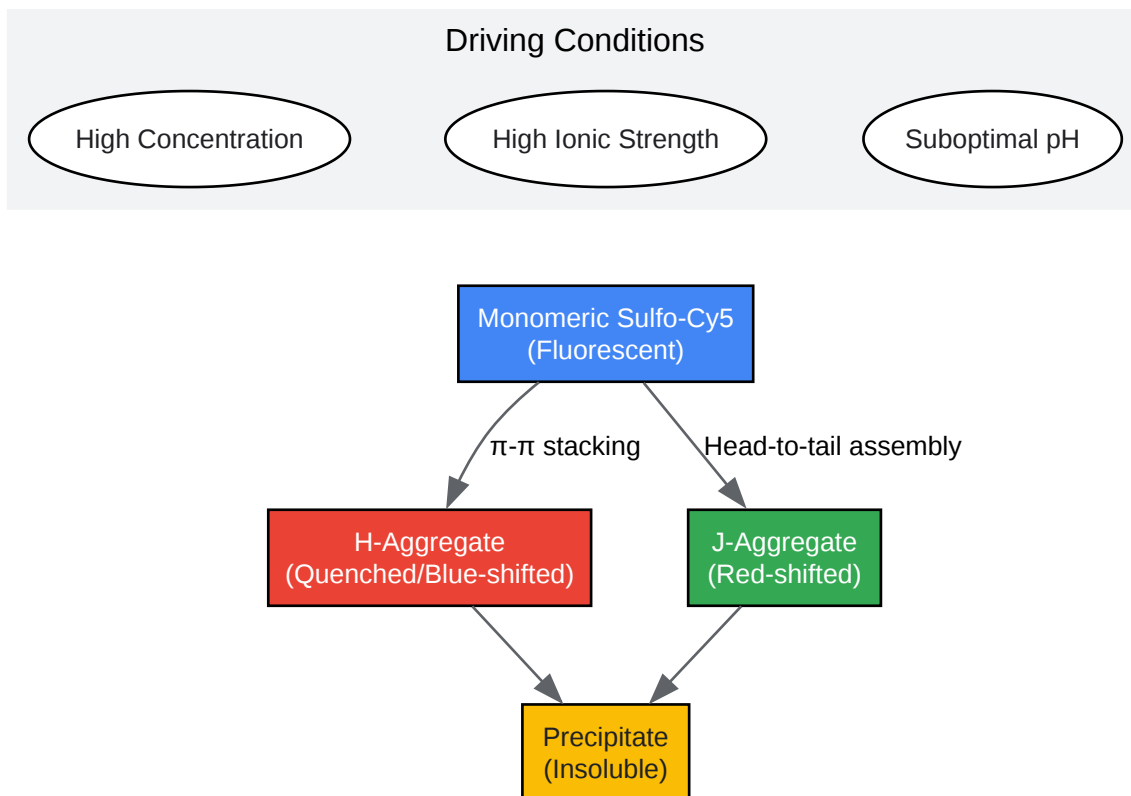 Driving Conditions
High Concentration
High Ionic Strength
Suboptimal pH
Monomeric Sulfo-Cy5
(Fluorescent)
π-π stacking
Head-to-tail assembly
H-Aggregate
(Quenched/Blue-shifted)
J-Aggregate
(Red-shifted)
Precipitate
(Insoluble)